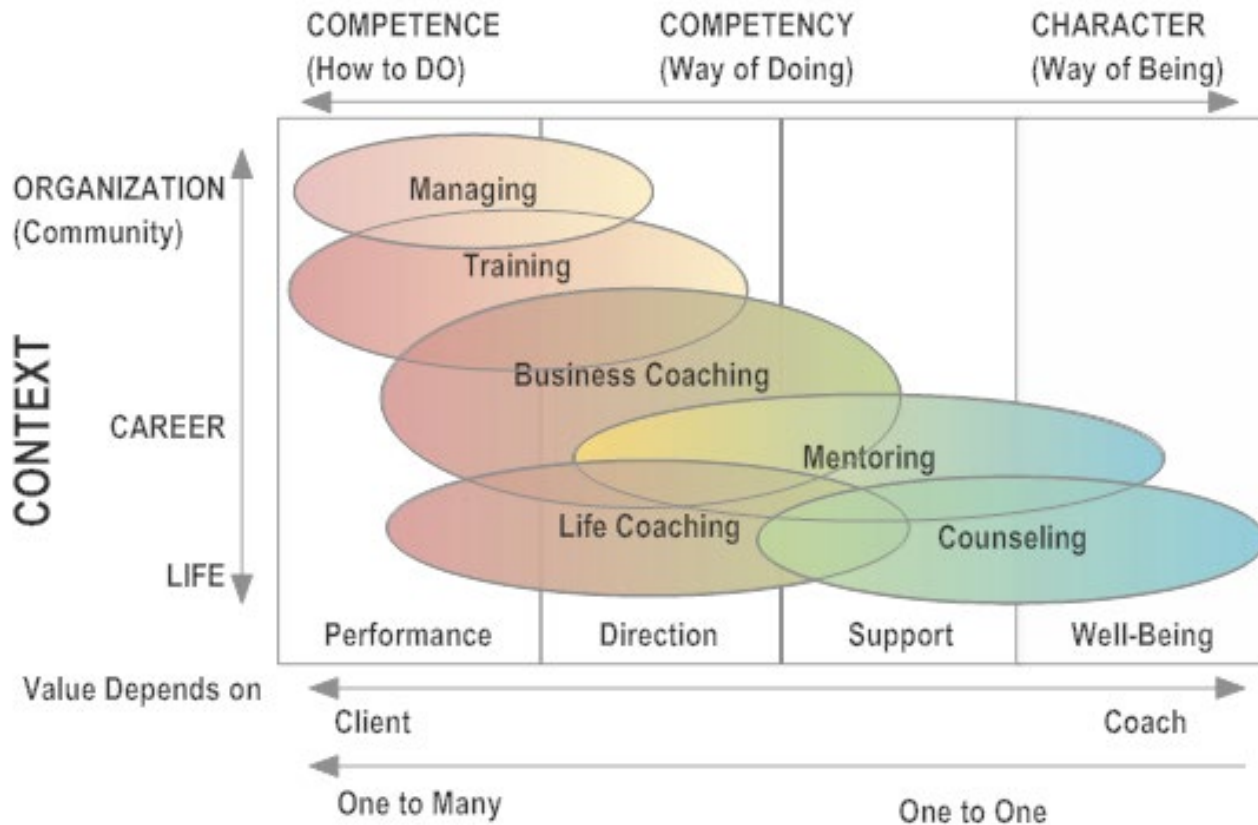 COMPETENCE
(How to DO)
COMPETENCY
(Way of Doing)
CHARACTER
(Way of Being)
CONTEXT
ORGANIZATION
(Community)
CAREER
LIFE
Managing
Training
Business Coaching
Mentoring
Life Coaching
Counseling
Performance
Direction
Support
Well-Being
Value Depends on
Client
Coach
One to Many
One to One